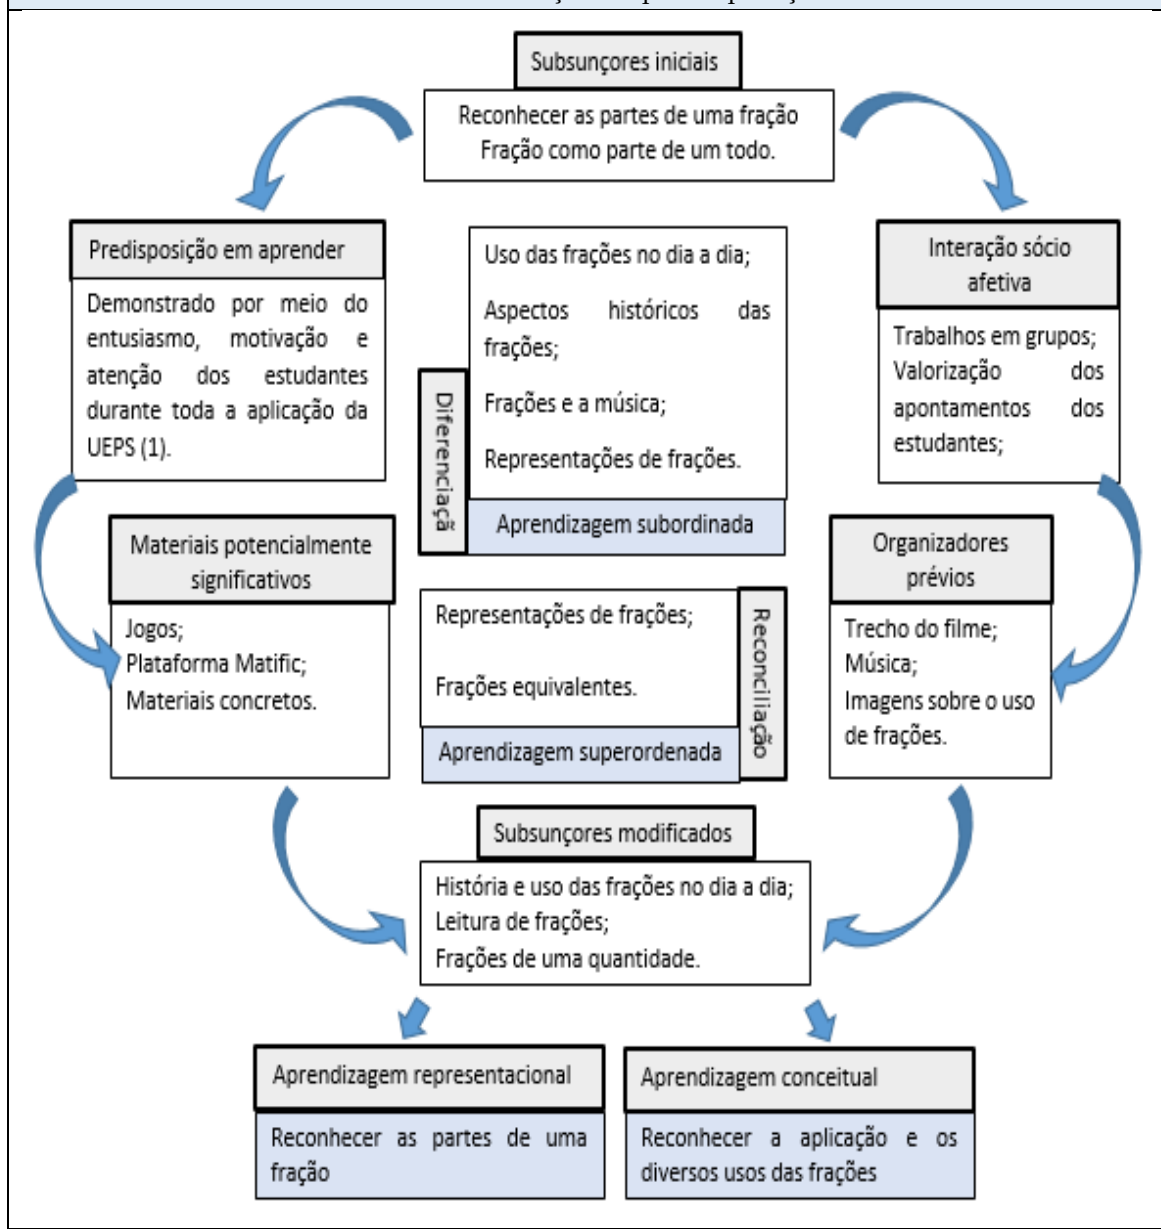 Subsunçores iniciais
Reconhecer as partes de uma fração
Fração como parte de um todo.
Predisposição em aprender
Demonstrado por meio do
entusiasmo, motivação e
atenção dos estudantes
durante toda a aplicação da
UEPS (1).
Uso das frações no dia a dia;
Aspectos históricos das
frações;
Frações e a música;
Representações de frações.
Diferenciaçã
Aprendizagem subordinada
Interação sócio
afetiva
Trabalhos em grupos;
Valorização dos
apontamentos dos
estudantes;
Materiais potencialmente
significativos
Jogos;
Plataforma Matific;
Materiais concretos.
Representações de frações;
Frações equivalentes.
Reconciliação
Aprendizagem superordenada
Organizadores
prévios
Trecho do filme;
Música;
Imagens sobre o uso
de frações.
Subsunçores modificados
História e uso das frações no dia a dia;
Leitura de frações;
Frações de uma quantidade.
Aprendizagem representacional
Reconhecer as partes de uma
fração
Aprendizagem conceitual
Reconhecer a aplicação e os
diversos usos das frações